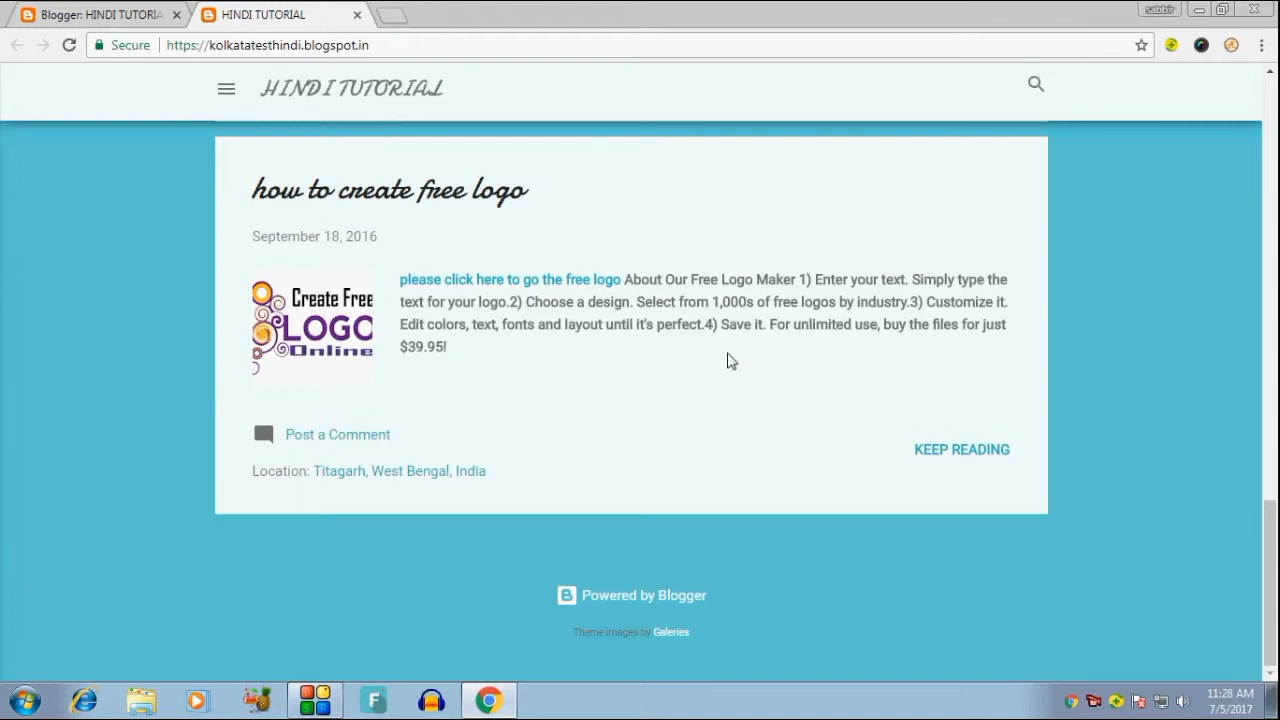 Blogger: HINDI TUTORIA
HINDI TUTORIAL
sabbir
Secure
https://kolkatatesthindi.blogspot.in
HINDI TUTORIAL
how to create free logo
September 18, 2016
Create Free
LOGO
Online
please click here to go the free logo About Our Free Logo Maker 1) Enter your text. Simply type the
text for your logo.2) Choose a design. Select from 1,000s of free logos by industry.3) Customize it.
Edit colors, text, fonts and layout until it's perfect.4) Save it. For unlimited use, buy the files for just
$39.95!
Post a Comment
KEEP READING
Location: Titagarh, West Bengal, India
Powered by Blogger
Theme images by Galeries
F
11:28 AM
7/5/2017